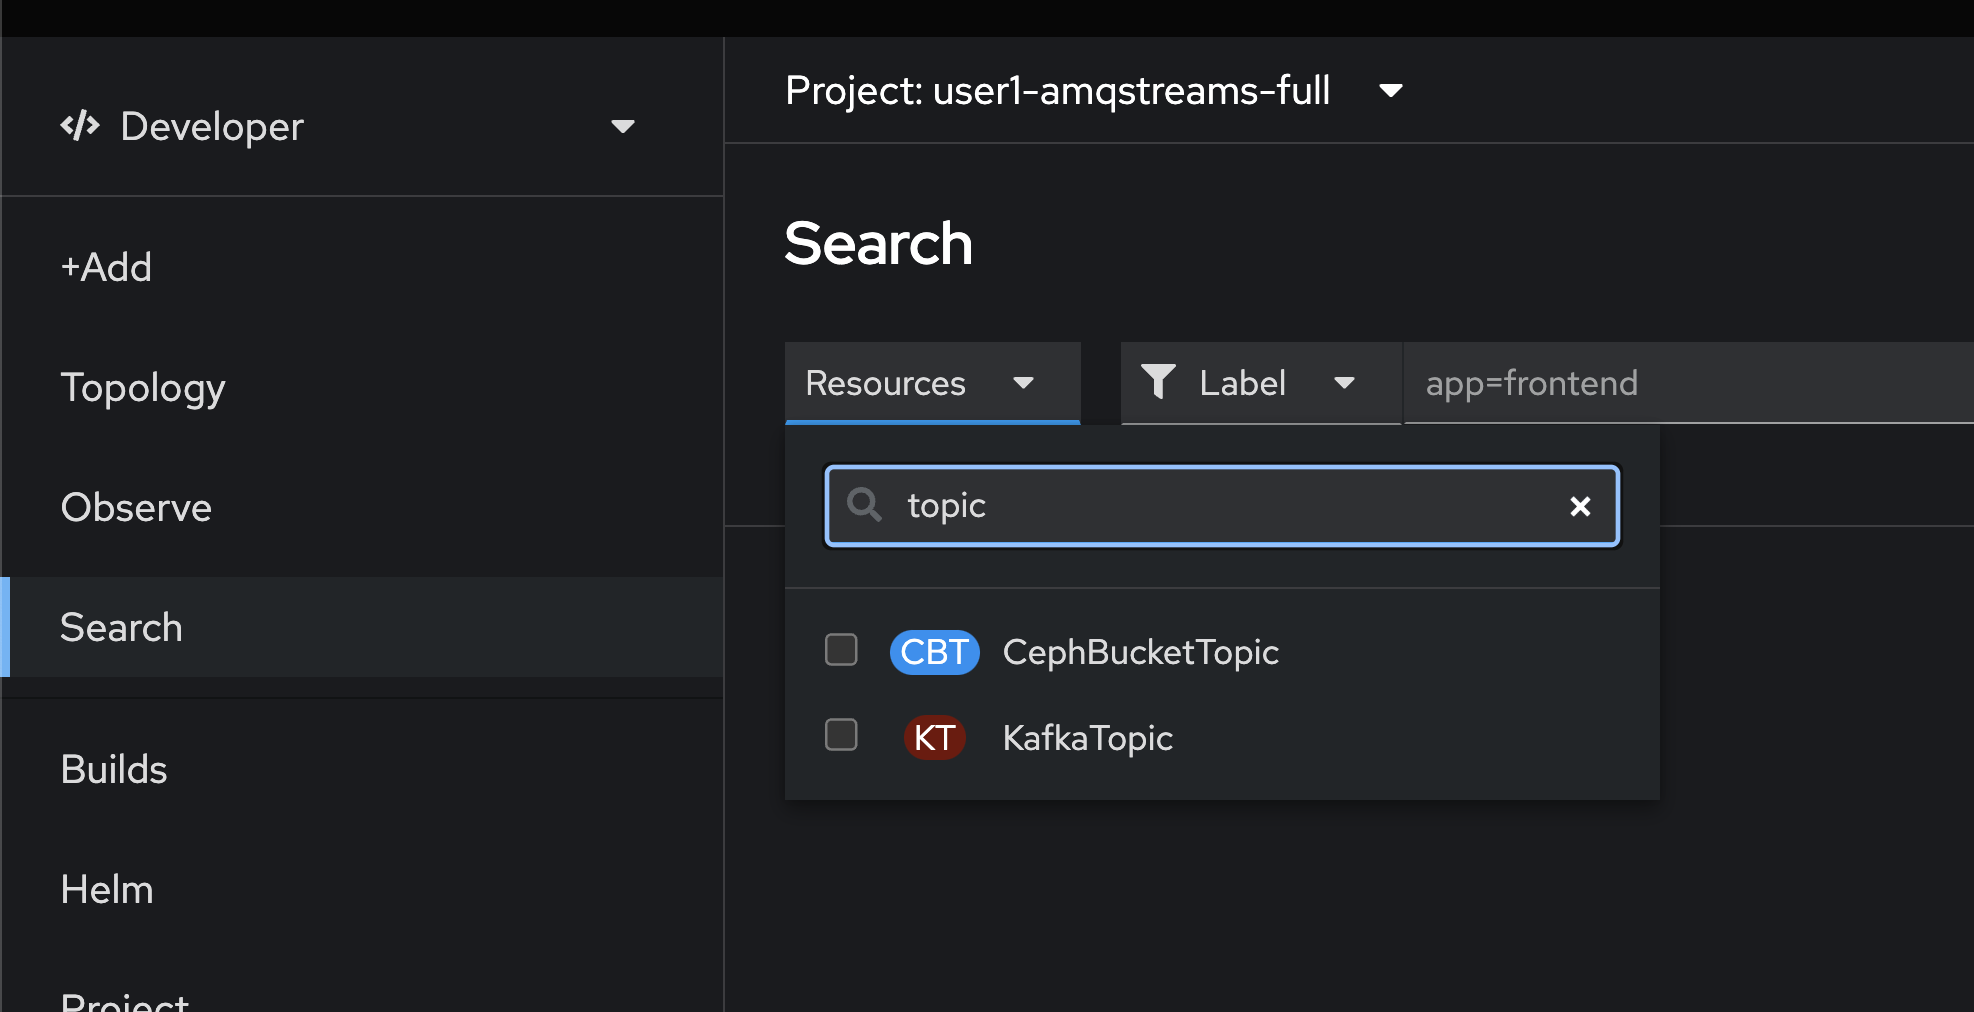 Developer
+Add
Topology
Observe
Search
Builds
Helm
Project
Project: user1-amqstreams-full
Search
Resources
Label
app=frontend
topic
CBT CephBucketTopic
KT KafkaTopic